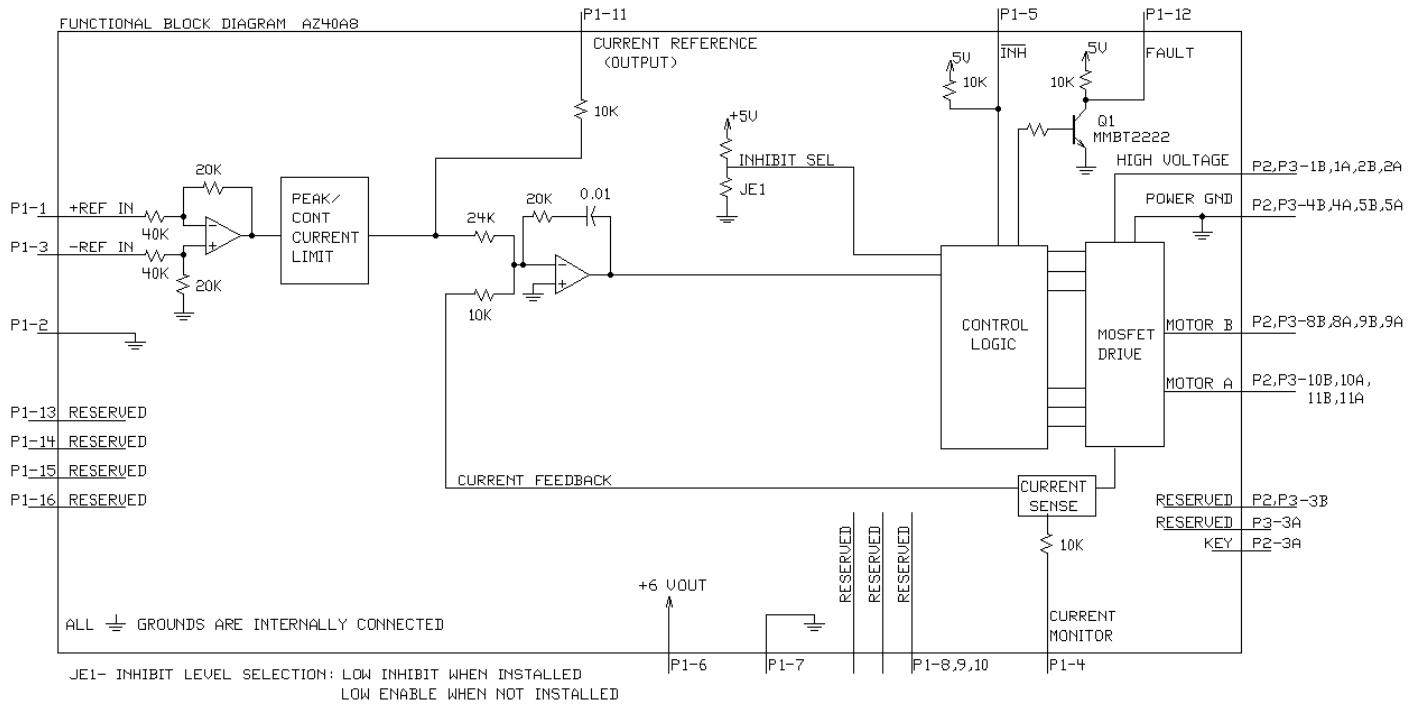 FUNCTIONAL BLOCK DIAGRAM AZ40A8
P1-11
P1-5
P1-12
CURRENT REFERENCE
(OUTPUT)
INH
FAULT
5V
5V
10K
10K
10K
+5V
Q1
MMBT2222
INHIBIT SEL
HIGH VOLTAGE
P2,P3-1B,1A,2B,2A
20K
JE1
PEAK/
CONT
CURRENT
LIMIT
20K
0.01
POWER GND
P2,P3-4B,4A,5B,5A
P1-1
+REF IN
40K
24K
P1-3
-REF IN
40K
20K
10K
P1-2
CONTROL
LOGIC
MOSFET
DRIVE
MOTOR B
P2,P3-8B,8A,9B,9A
MOTOR A
P2,P3-10B,10A,
11B,11A
P1-13 RESERVED
P1-14 RESERVED
P1-15 RESERVED
P1-16 RESERVED
CURRENT FEEDBACK
CURRENT
SENSE
RESERVED P2,P3-3B
RESERVED P3-3A
KEY P2-3A
10K
RESERVED
RESERVED
RESERVED
+6 VOUT
ALL GROUNDS ARE INTERNALLY CONNECTED
CURRENT
MONITOR
P1-6
P1-7
P1-8,9,10
P1-4
JE1- INHIBIT LEVEL SELECTION: LOW INHIBIT WHEN INSTALLED
LOW ENABLE WHEN NOT INSTALLED